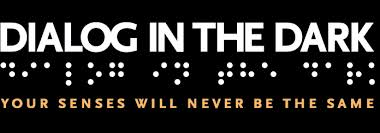 DIALOG IN THE DARK
⠙⠊⠁⠇⠕⠛ ⠊⠝ ⠞⠓⠑ ⠙⠁⠗⠅
YOUR SENSES WILL NEVER BE THE SAME